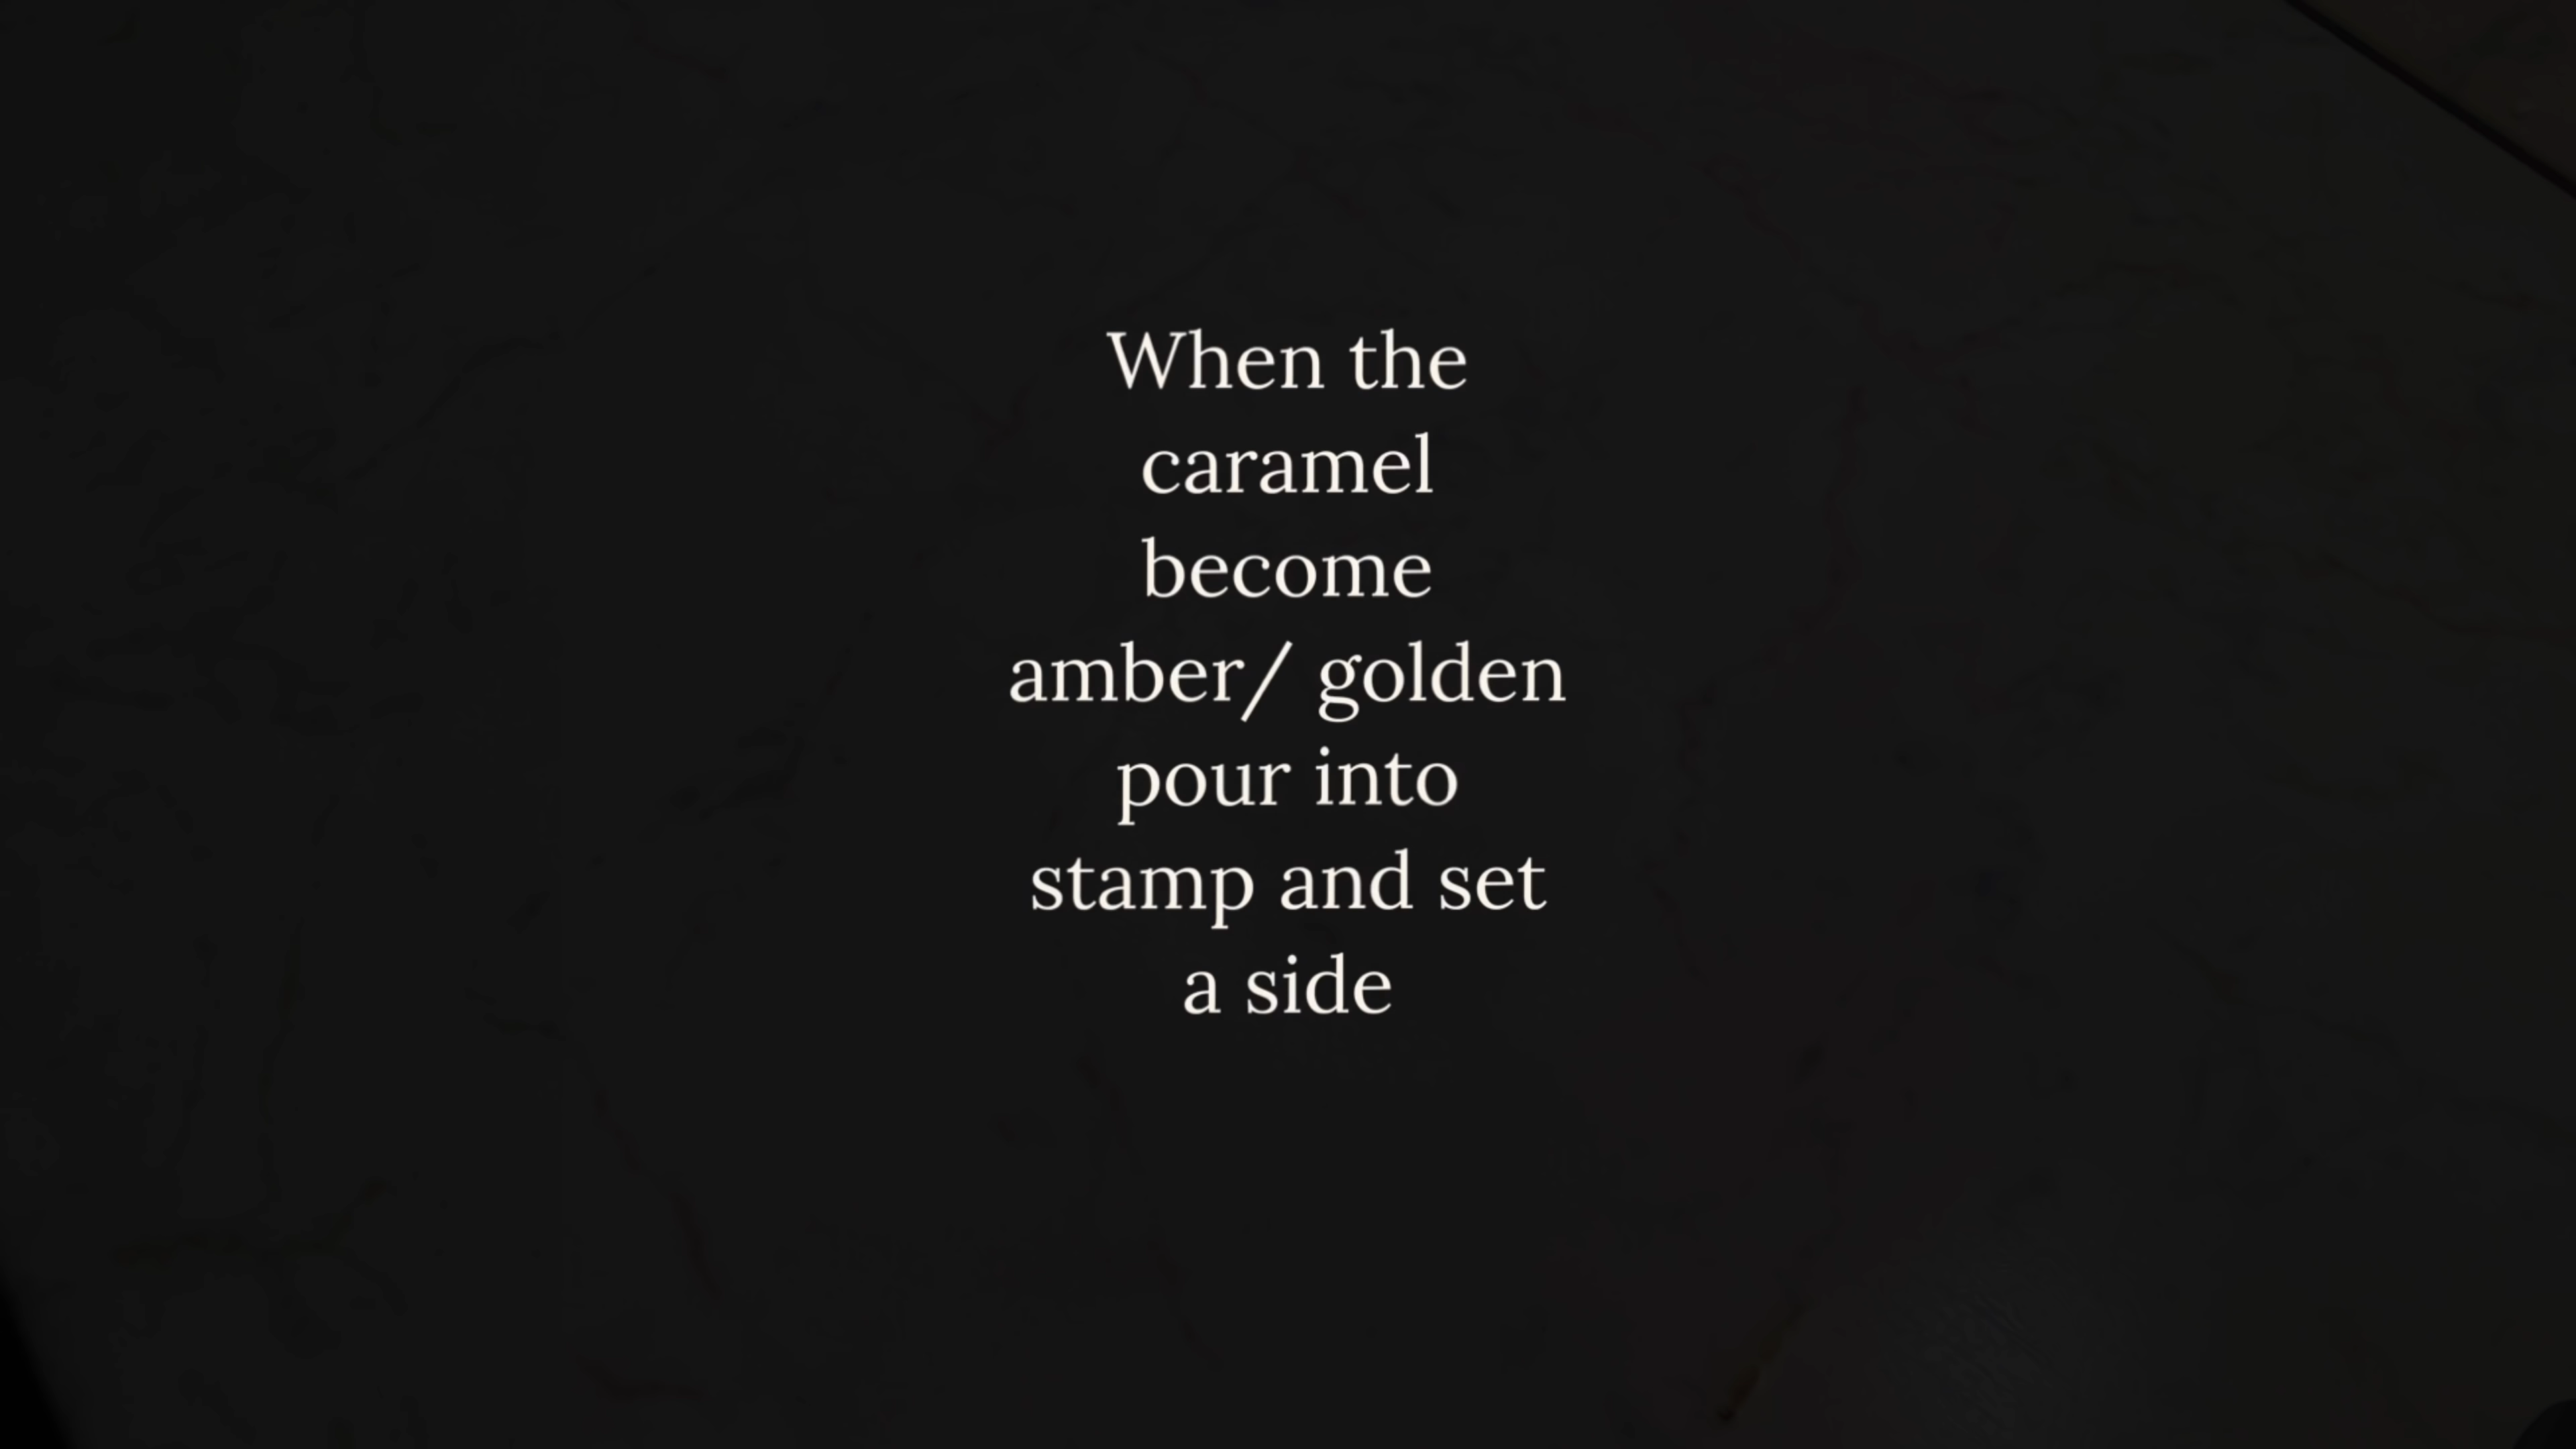 When the
caramel
become
amber/ golden
pour into
stamp and set
a side